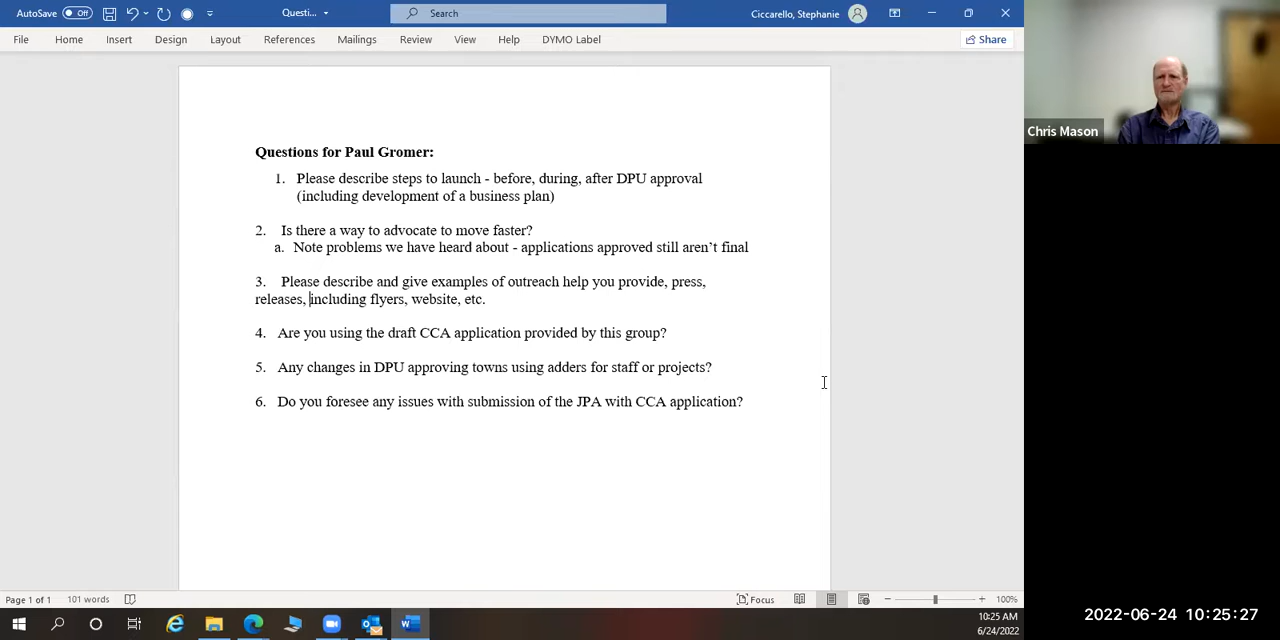 AutoSave Off Questi... Search Ciccarello, Stephanie
File Home Insert Design Layout References Mailings Review View Help DYMO Label Share
Questions for Paul Gromer:
1. Please describe steps to launch - before, during, after DPU approval
(including development of a business plan)
2. Is there a way to advocate to move faster?
a. Note problems we have heard about - applications approved still aren't final
3. Please describe and give examples of outreach help you provide, press,
releases, including flyers, website, etc.
4. Are you using the draft CCA application provided by this group?
5. Any changes in DPU approving towns using adders for staff or projects?
6. Do you foresee any issues with submission of the JPA with CCA application?
Chris Mason
Page 1 of 1 101 words Focus 100%
10:25 AM
6/24/2022
2022-06-24 10:25:27